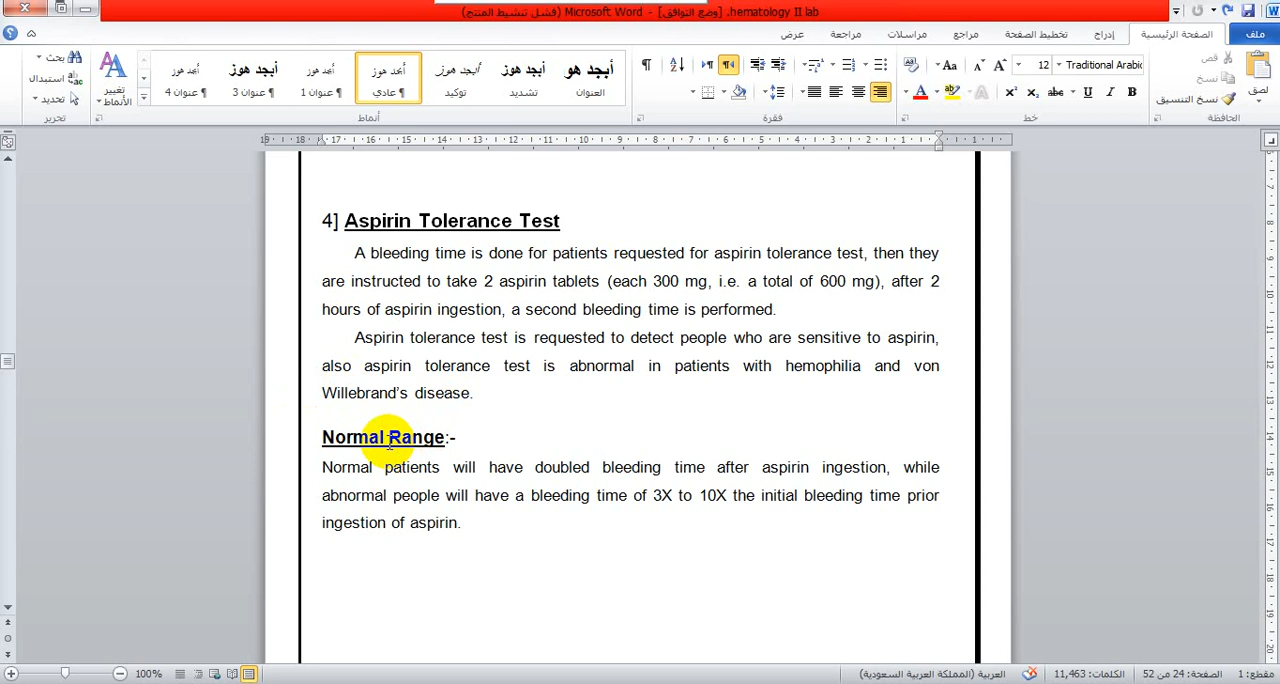 hematology II lab. [وضع التوافق] - Microsoft Word (فشل تنشيط المنتج)
ملف
الصفحة الرئيسية
إدراج
تخطيط الصفحة
مراجع
مراسلات
مراجعة
عرض
قص
نسخ
نسخ التنسيق
لصق
الحافظة
Traditional Arabic
12
خط
فقرة
أبجد هو
العنوان
أبجد هوز
تشديد
أبجد هوز
توكيد
أبجد هوز
¶ عادي
أبجد هوز
¶ عنوان 1
أبجد هوز
¶ عنوان 3
أبجد هوز
¶ عنوان 4
أنماط
تغيير الأنماط
بحث
استبدال
تحديد
تحرير
4] Aspirin Tolerance Test
A bleeding time is done for patients requested for aspirin tolerance test, then they
are instructed to take 2 aspirin tablets (each 300 mg, i.e. a total of 600 mg), after 2
hours of aspirin ingestion, a second bleeding time is performed.
Aspirin tolerance test is requested to detect people who are sensitive to aspirin,
also aspirin tolerance test is abnormal in patients with hemophilia and von
Willebrand’s disease.
Normal Range:-
Normal patients will have doubled bleeding time after aspirin ingestion, while
abnormal people will have a bleeding time of 3X to 10X the initial bleeding time prior
ingestion of aspirin.
مقطع: 1
الصفحة: 24 من 52
الكلمات: 11,463
العربية (المملكة العربية السعودية)
100%